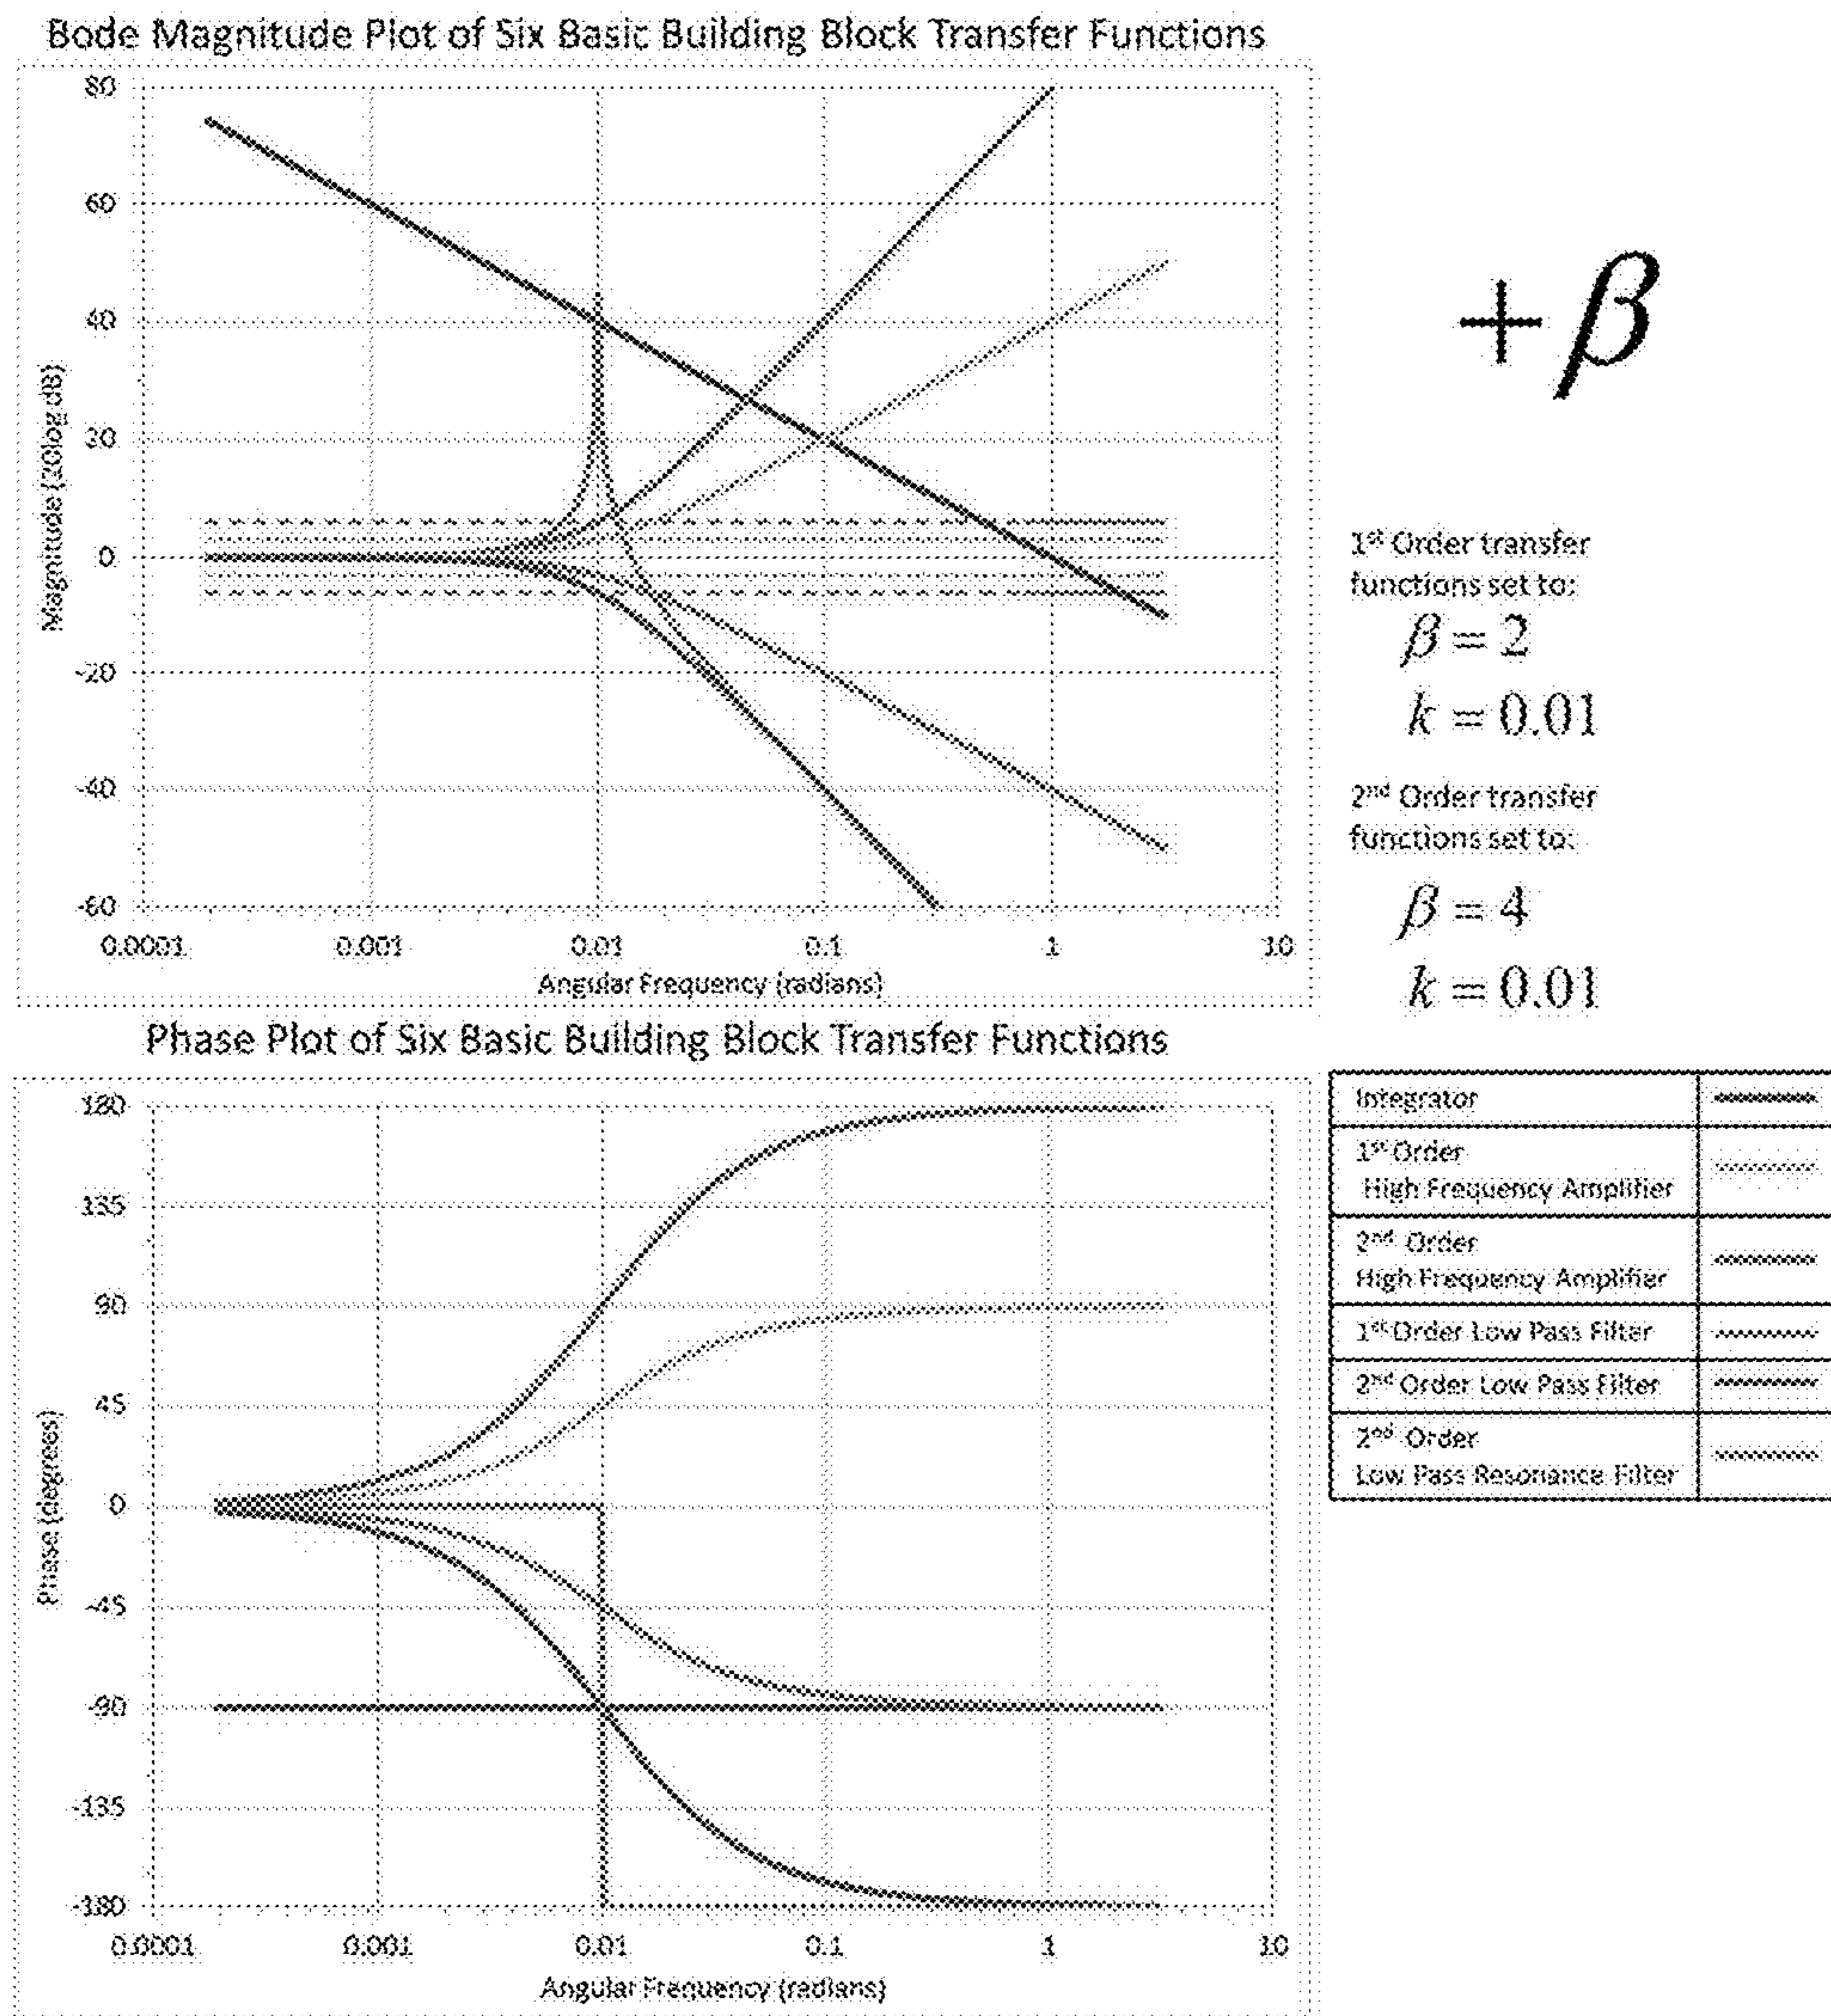 Bode Magnitude Plot of Six Basic Building Block Transfer Functions
80
60
40
20
0
-20
-40
-60
Magnitude (20log dB)
0.0001 0.001 0.01 0.1 1 10
Angular Frequency (radians)
+β
1st Order transfer
functions set to:
β = 2
k = 0.01
2nd Order transfer
functions set to:
β = 4
k = 0.01
Phase Plot of Six Basic Building Block Transfer Functions
180
135
90
45
0
-45
-90
-135
-180
Phase (degrees)
0.0001 0.001 0.01 0.1 1 10
Angular Frequency (radians)
Integrator
1st Order
High Frequency Amplifier
2nd Order
High Frequency Amplifier
1st Order Low Pass Filter
2nd Order Low Pass Filter
2nd Order
Low Pass Resonance Filter